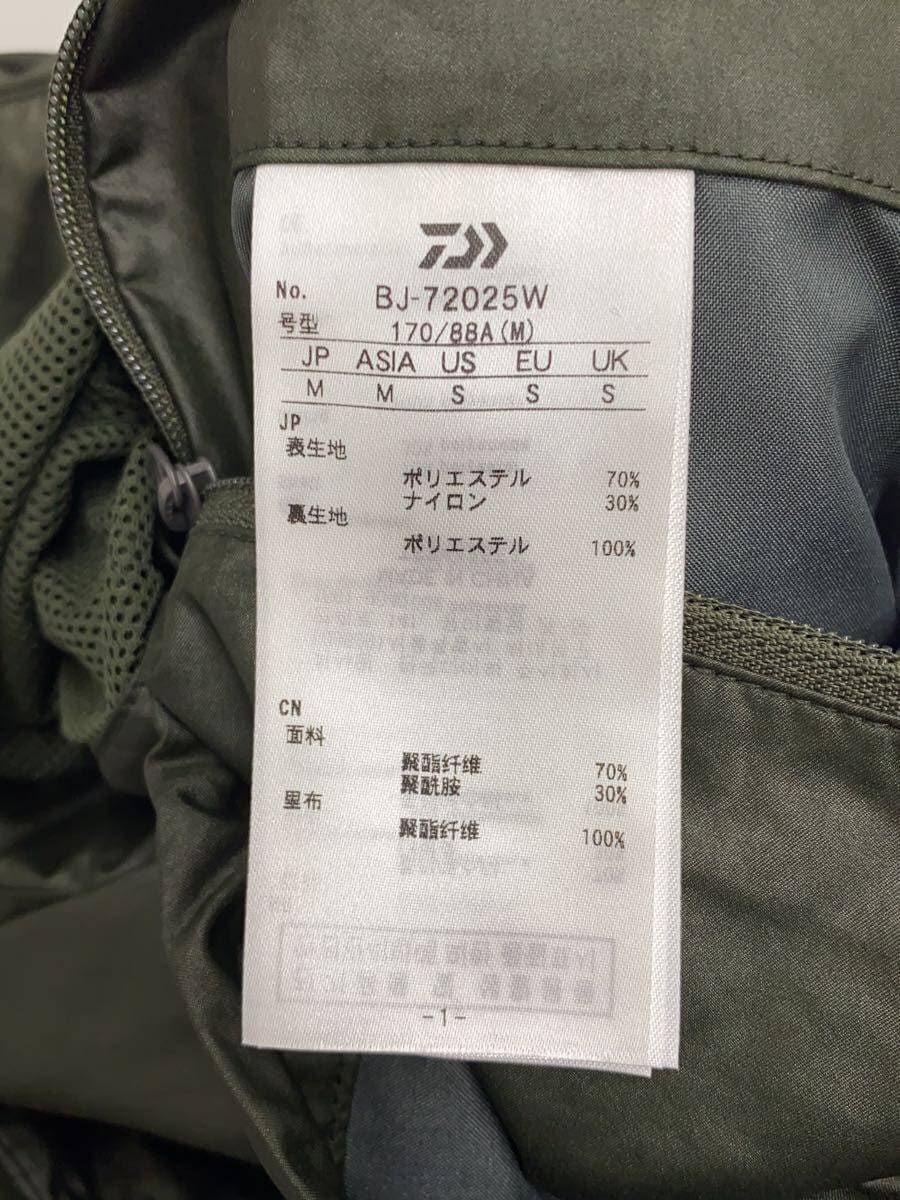 No. BJ-72025W
号型 170/88A(M)
JP ASIA US EU UK
M M S S S
JP
表生地
ポリエステル 70%
ナイロン 30%
裏生地
ポリエステル 100%
CN
面料
聚酯纤维 70%
聚酰胺 30%
里布
聚酯纤维 100%
-1-